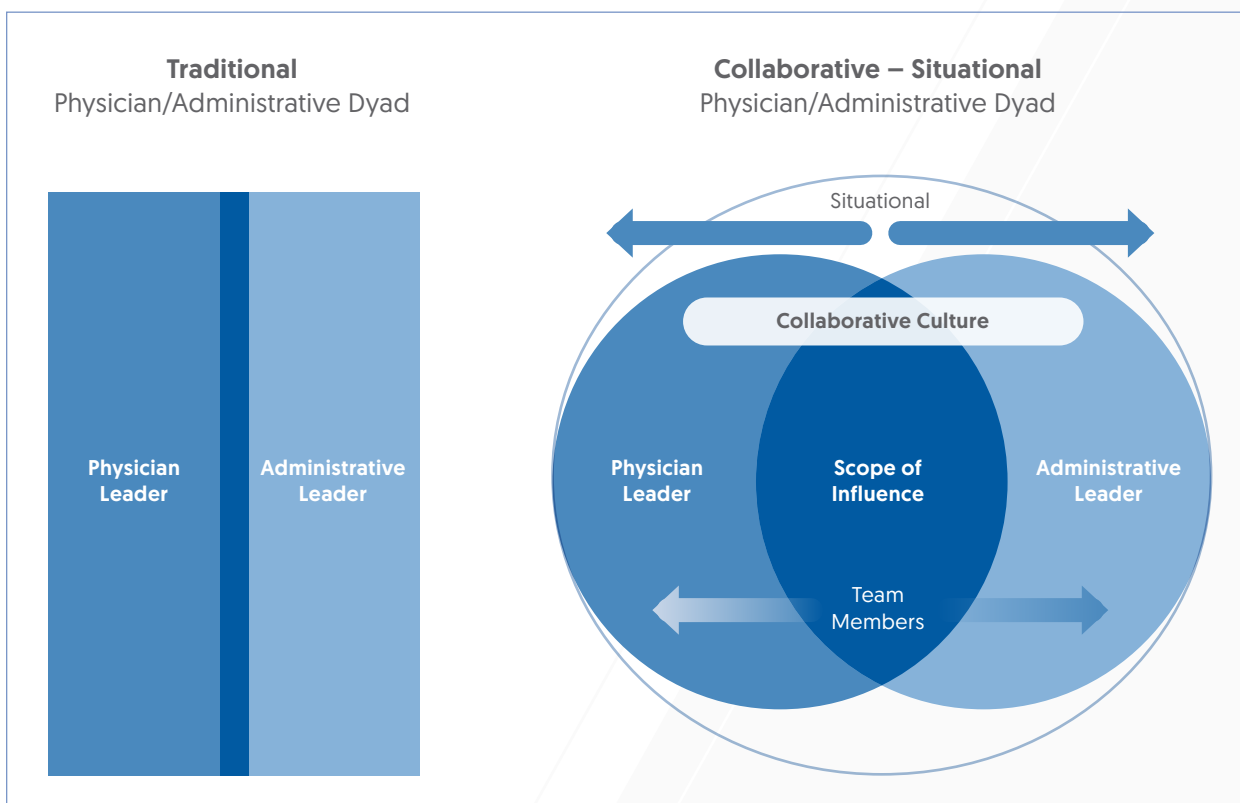 Traditional
Physician/Administrative Dyad
Physician
Leader
Administrative
Leader
Collaborative – Situational
Physician/Administrative Dyad
Situational
Collaborative Culture
Physician
Leader
Scope of
Influence
Administrative
Leader
Team
Members